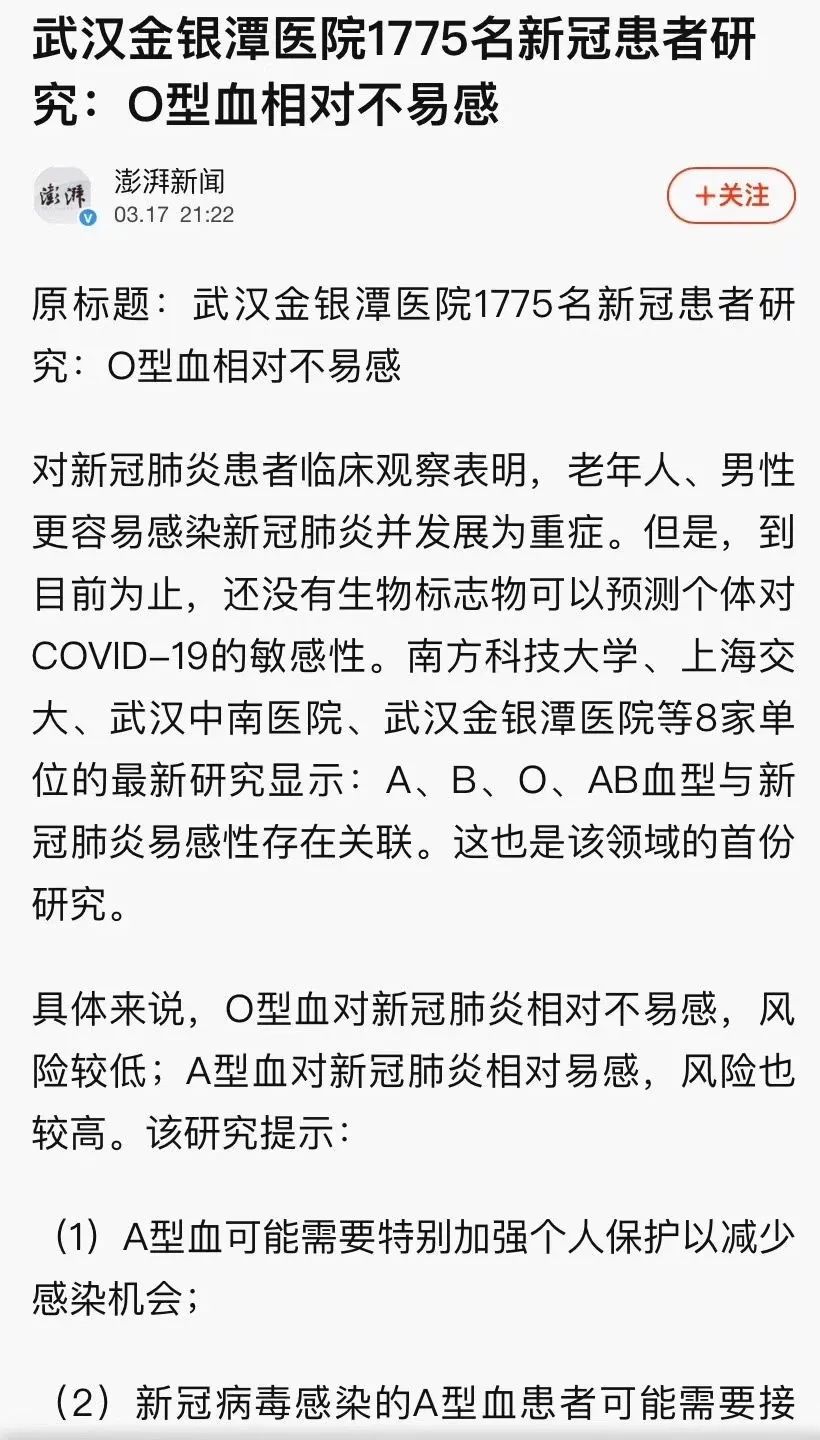 武汉金银潭医院1775名新冠患者研
究：O型血相对不易感
澎湃
澎湃新闻
+关注
03.17 21:22
原标题：武汉金银潭医院1775名新冠患者研
究：O型血相对不易感
对新冠肺炎患者临床观察表明，老年人、男性
更容易感染新冠肺炎并发展为重症。但是，到
目前为止，还没有生物标志物可以预测个体对
COVID-19的敏感性。南方科技大学、上海交
大、武汉中南医院、武汉金银潭医院等8家单
位的最新研究显示：A、B、O、AB血型与新
冠肺炎易感性存在关联。这也是该领域的首份
研究。
具体来说，O型血对新冠肺炎相对不易感，风
险较低；A型血对新冠肺炎相对易感，风险也
较高。该研究提示：
（1）A型血可能需要特别加强个人保护以减少
感染机会；
（2）新冠病毒感染的A型血患者可能需要接